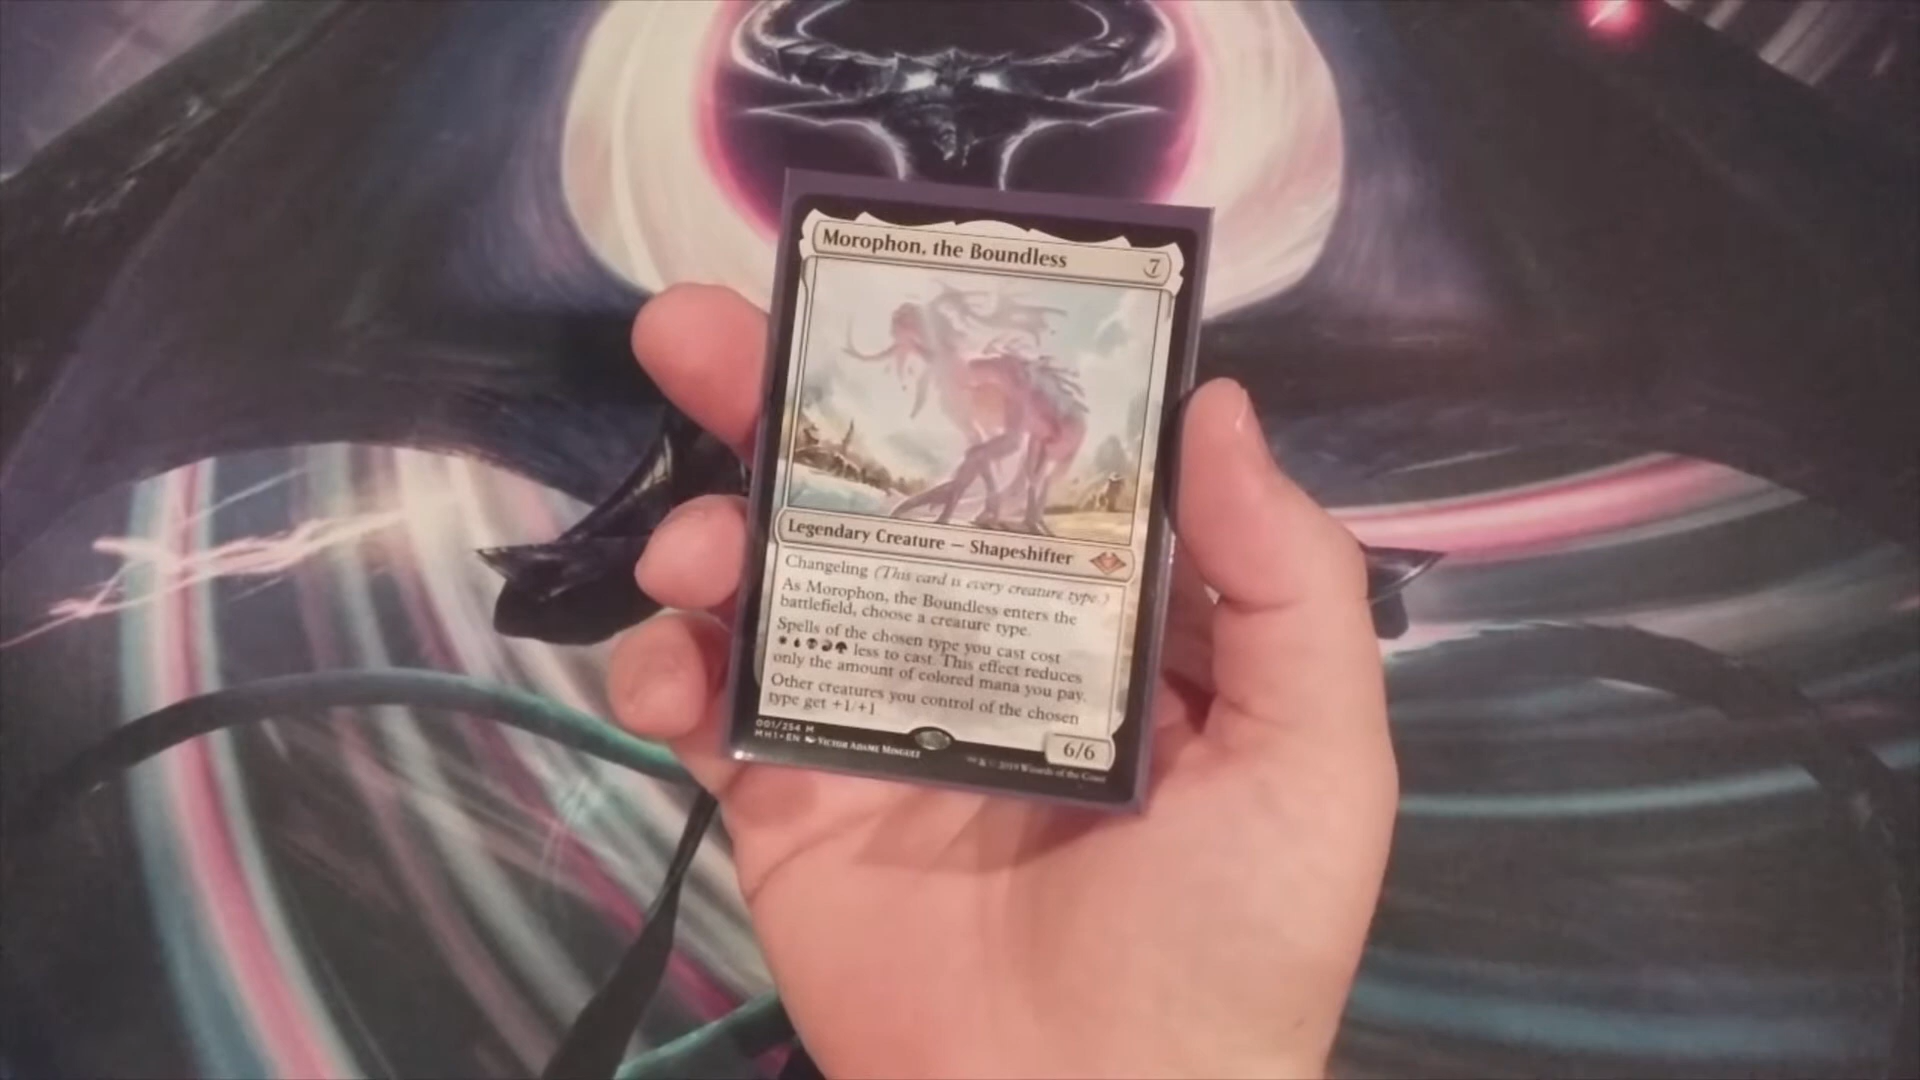 Morophon, the Boundless 7
Legendary Creature — Shapeshifter
Changeling (This card is every creature type.)
As Morophon, the Boundless enters the
battlefield, choose a creature type.
Spells of the chosen type you cast cost
less to cast. This effect reduces
only the amount of colored mana you pay.
Other creatures you control of the chosen
type get +1/+1
6/6
001/254 M
MH1 • EN Victor Adame Minguez
™ & © 2019 Wizards of the Coast